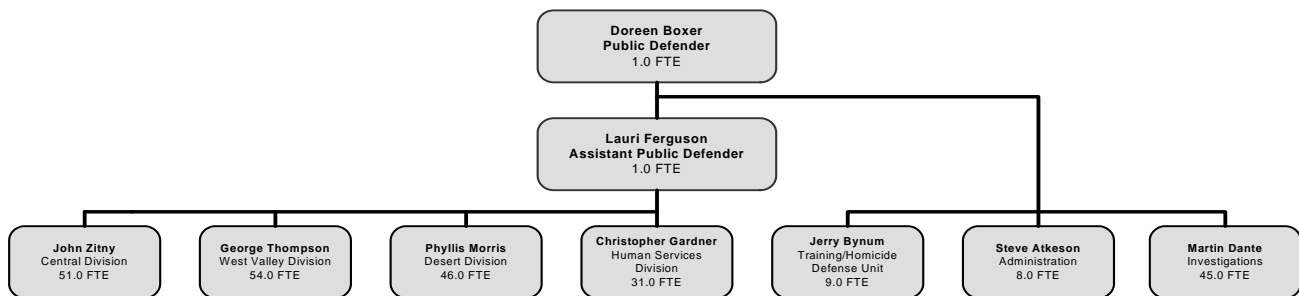 Doreen Boxer
Public Defender
1.0 FTE
Lauri Ferguson
Assistant Public Defender
1.0 FTE
John Zitny
Central Division
51.0 FTE
George Thompson
West Valley Division
54.0 FTE
Phyllis Morris
Desert Division
46.0 FTE
Christopher Gardner
Human Services
Division
31.0 FTE
Jerry Bynum
Training/Homicide
Defense Unit
9.0 FTE
Steve Atkeson
Administration
8.0 FTE
Martin Dante
Investigations
45.0 FTE